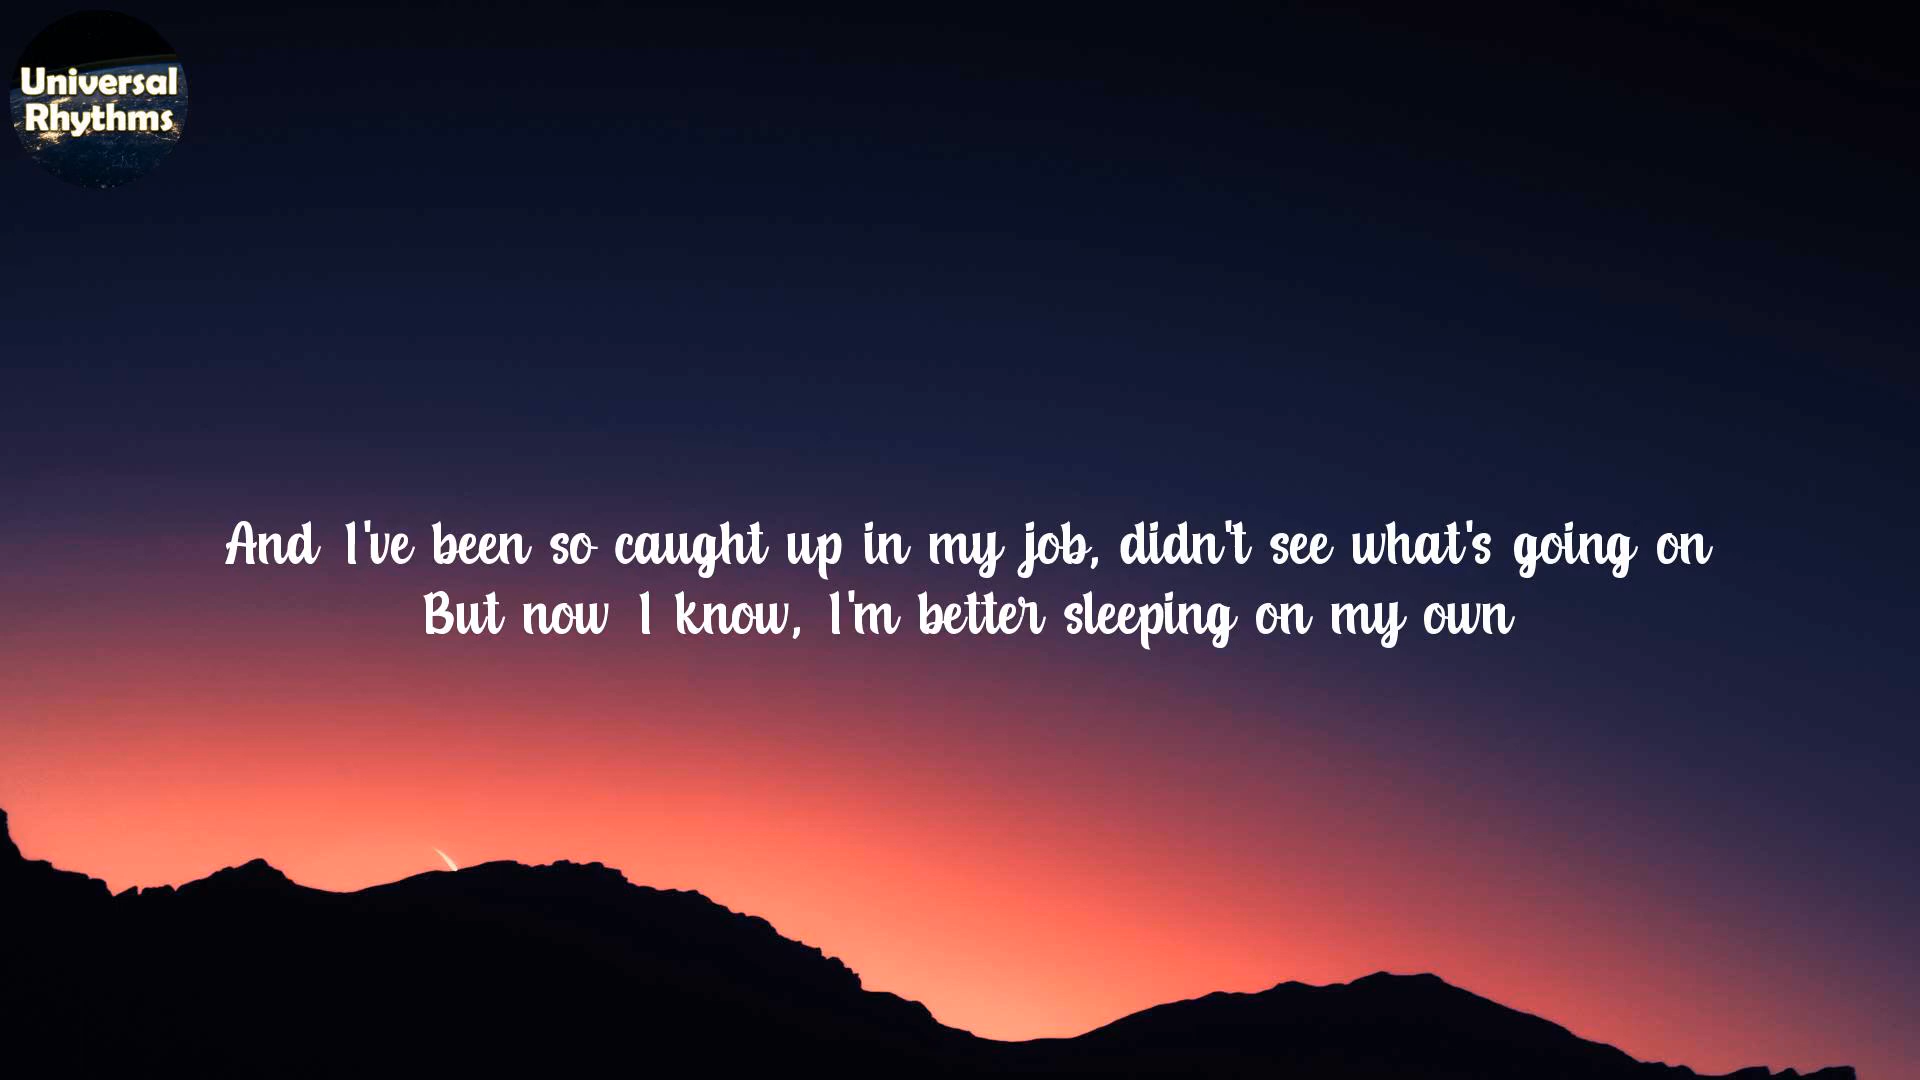 Universal
Rhythms
And I've been so caught up in my job, didn't see what's going on
But now I know, I'm better sleeping on my own